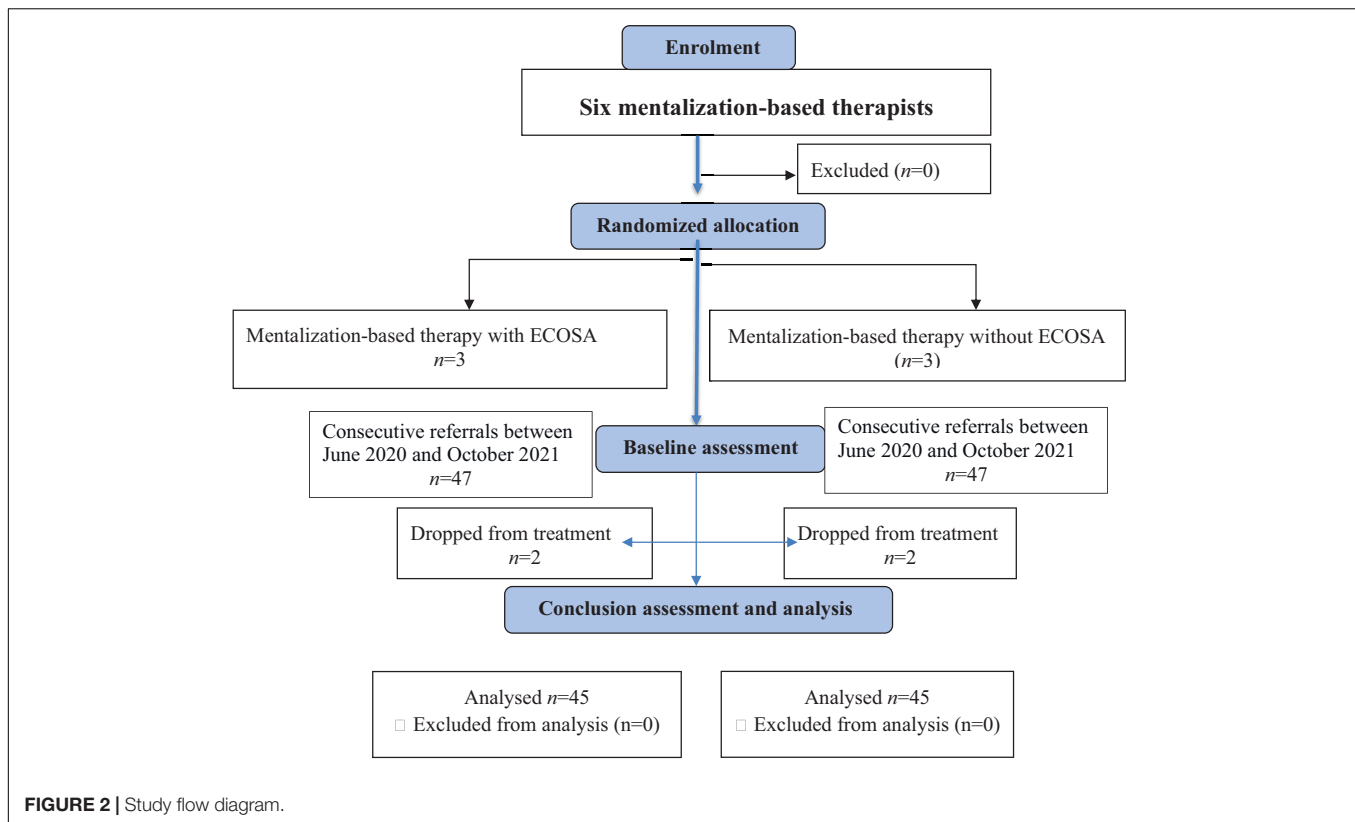 Enrolment
Six mentalization-based therapists
Excluded (n=0)
Randomized allocation
Mentalization-based therapy with ECOSA
n=3
Mentalization-based therapy without ECOSA
(n=3)
Consecutive referrals between
June 2020 and October 2021
n=47
Baseline assessment
Consecutive referrals between
June 2020 and October 2021
n=47
Dropped from treatment
n=2
Dropped from treatment
n=2
Conclusion assessment and analysis
Analysed n=45
□ Excluded from analysis (n=0)
Analysed n=45
□ Excluded from analysis (n=0)
FIGURE 2 | Study flow diagram.